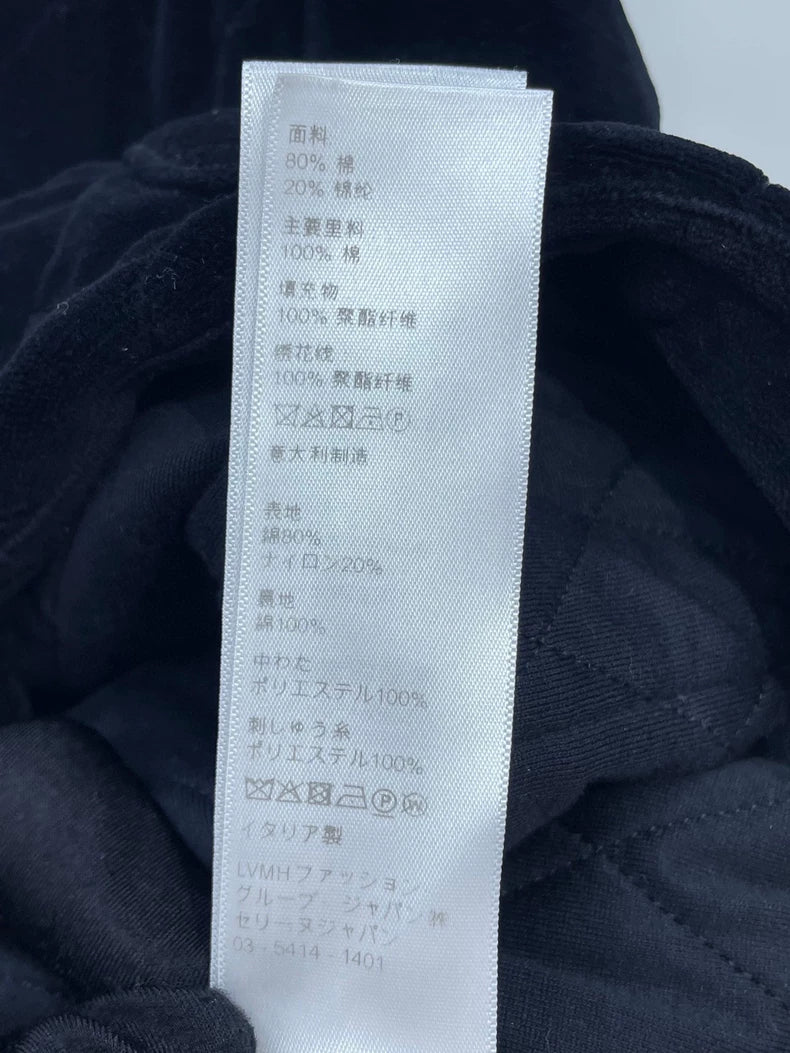 面料
80% 棉
20% 锦纶
主要里料
100% 棉
填充物
100% 聚酯纤维
绣花线
100% 聚酯纤维
P
意大利制造
表地
綿80%
ナイロン20%
裏地
綿100%
中わた
ポリエステル100%
刺しゅう糸
ポリエステル100%
P W
イタリア製
LVMHファッション
グループ ジャパン㈱
セリーヌジャパン
03 - 5414 - 1401